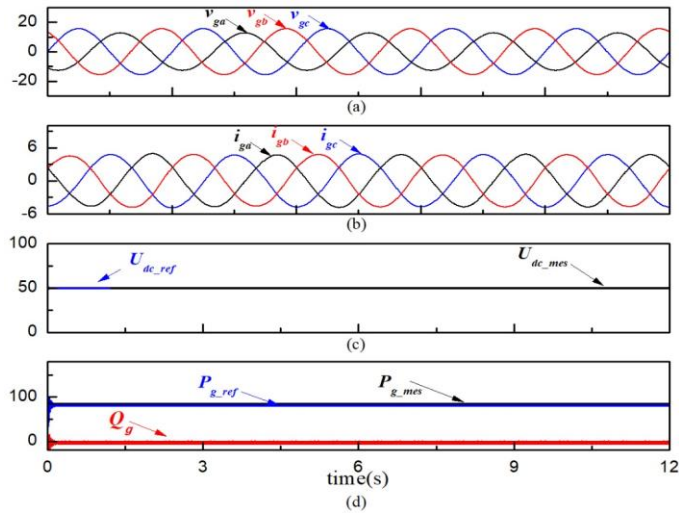 20
0
-20
v_ga
v_gb
v_gc
(a)
6
0
-6
i_ga
i_gb
i_gc
(b)
100
50
0
U_dc_ref
U_dc_mes
(c)
100
0
P_g_ref
P_g_mes
Q_g
0
3
6
9
12
time(s)
(d)